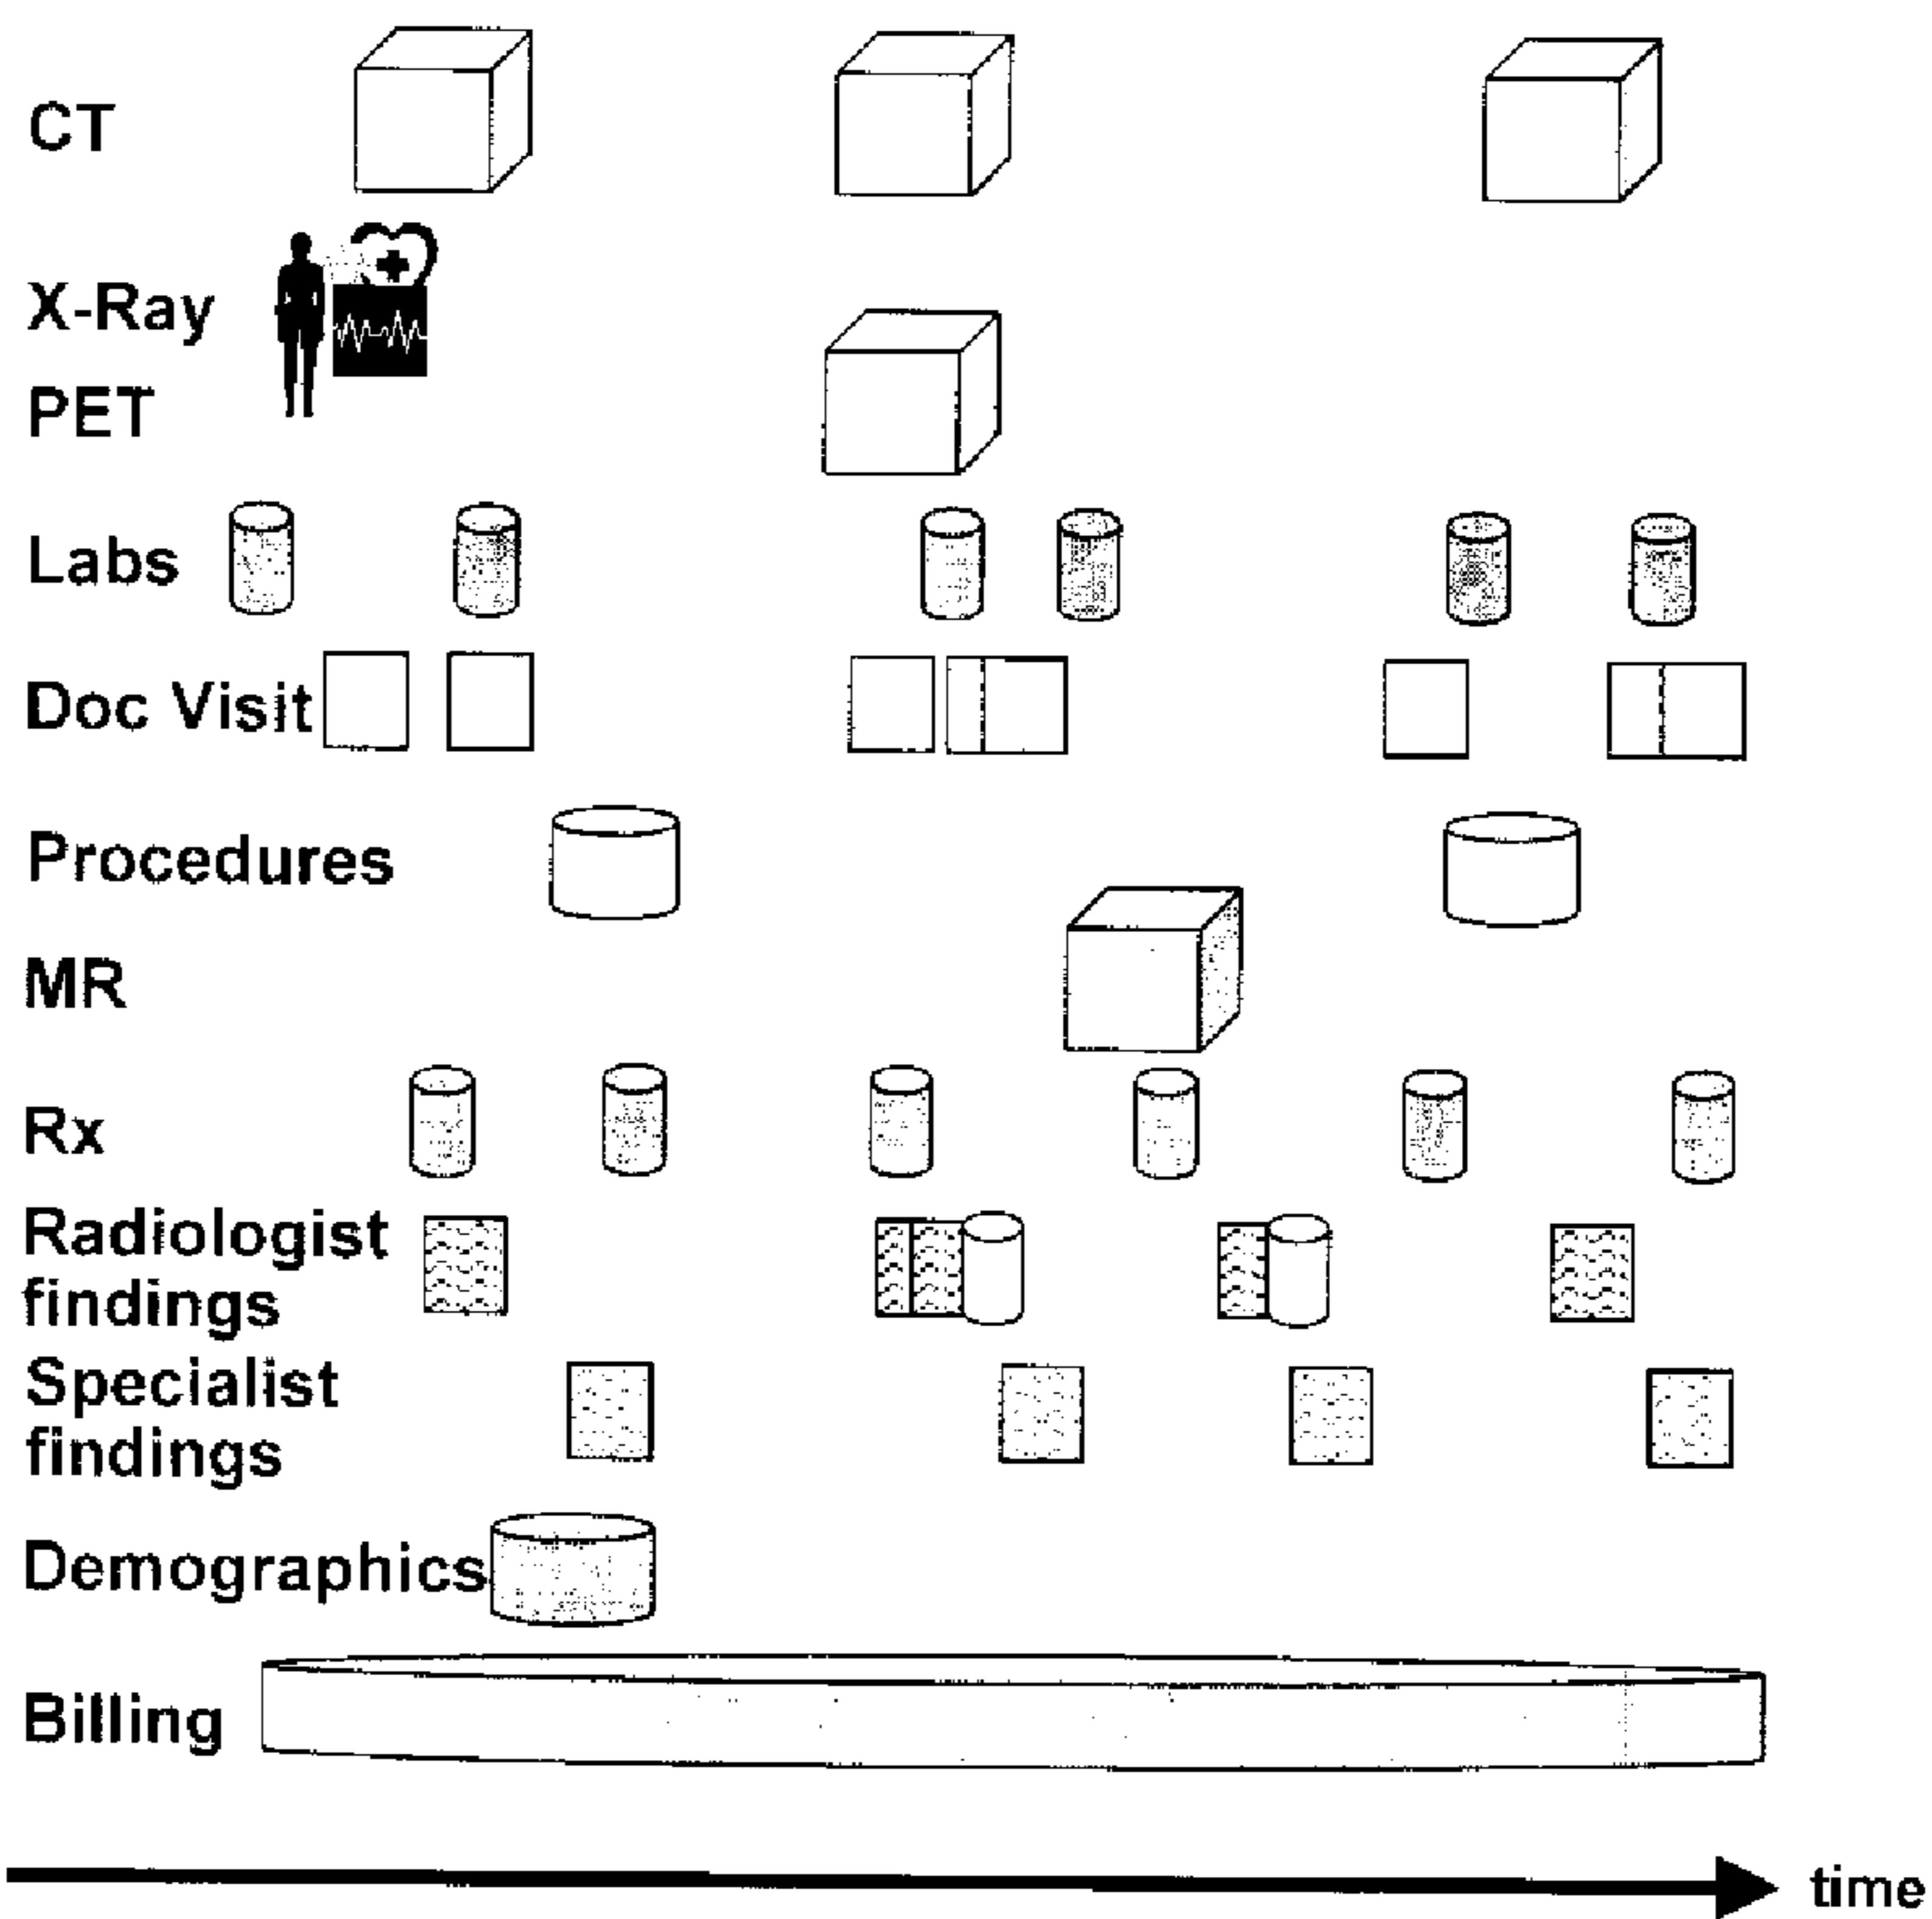 CT
X-Ray
PET
Labs
Doc Visit
Procedures
MR
Rx
Radiologist
findings
Specialist
findings
Demographics
Billing
time